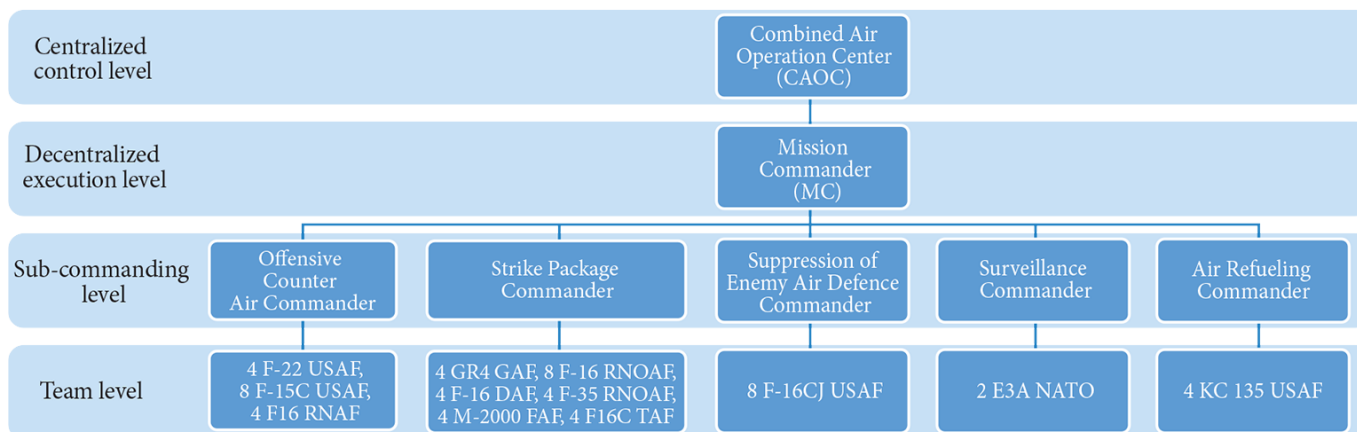 Centralized
control level
Combined Air
Operation Center
(CAOC)
Decentralized
execution level
Mission
Commander
(MC)
Sub-commanding
level
Offensive
Counter
Air Commander
Strike Package
Commander
Suppression of
Enemy Air Defence
Commander
Surveillance
Commander
Air Refueling
Commander
Team level
4 F-22 USAF,
8 F-15C USAF,
4 F16 RNAF
4 GR4 GAF, 8 F-16 RNOAF,
4 F-16 DAF, 4 F-35 RNOAF,
4 M-2000 FAF, 4 F16C TAF
8 F-16CJ USAF
2 E3A NATO
4 KC 135 USAF